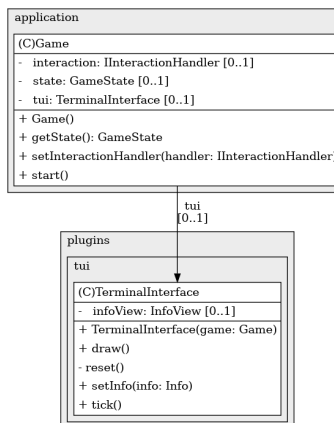 application
(C)Game
- interaction: IInteractionHandler [0..1]
- state: GameState [0..1]
- tui: TerminalInterface [0..1]
+ Game()
+ getState(): GameState
+ setInteractionHandler(handler: IInteractionHandler)
+ start()
tui
[0..1]
plugins
tui
(C)TerminalInterface
- infoView: InfoView [0..1]
+ TerminalInterface(game: Game)
+ draw()
- reset()
+ setInfo(info: Info)
+ tick()